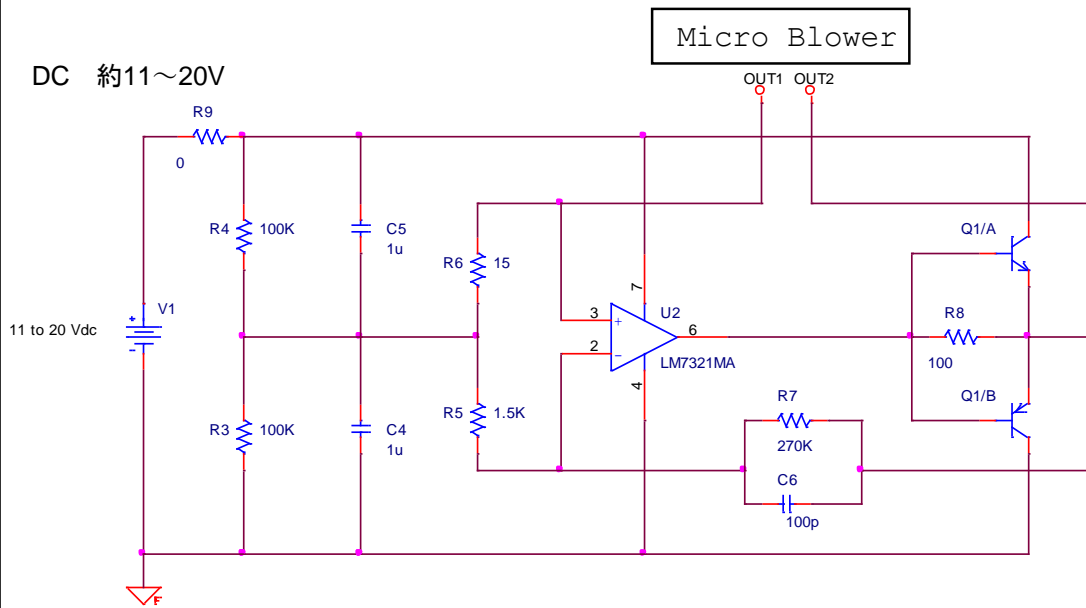 Micro Blower
DC 約11～20V
OUT1 OUT2
R9
0
R4 100K
C5
1u
R6 15
Q1/A
V1
11 to 20 Vdc
7
3
2
6
4
U2
LM7321MA
R8
100
R3 100K
C4
1u
R5 1.5K
R7
270K
C6
100p
Q1/B